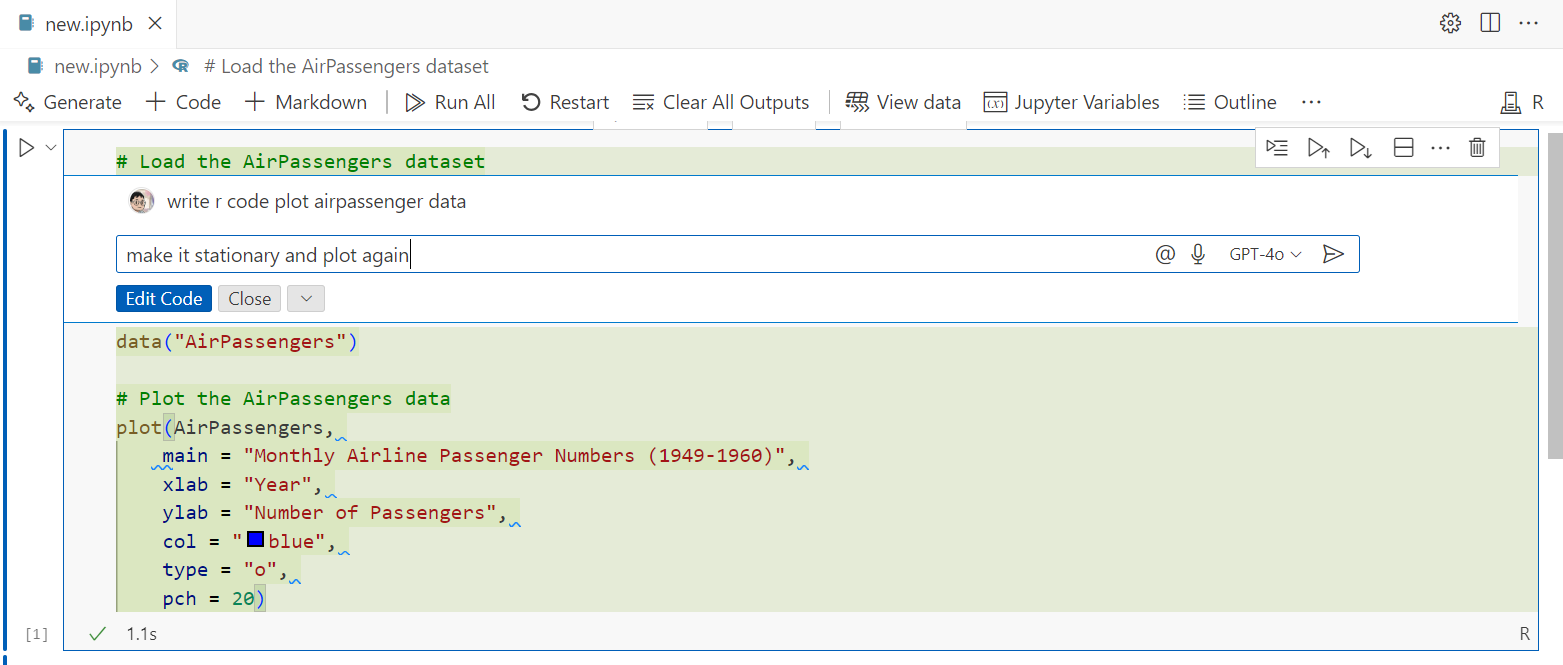 new.ipynb
new.ipynb > # Load the AirPassengers dataset
Generate + Code + Markdown Run All Restart Clear All Outputs View data Jupyter Variables Outline ... R
# Load the AirPassengers dataset
write r code plot airpassenger data
make it stationary and plot again @ GPT-4o
Edit Code Close
data("AirPassengers")
# Plot the AirPassengers data
plot(AirPassengers,
main = "Monthly Airline Passenger Numbers (1949-1960)",
xlab = "Year",
ylab = "Number of Passengers",
col = "blue",
type = "o",
pch = 20)
[1] 1.1s R